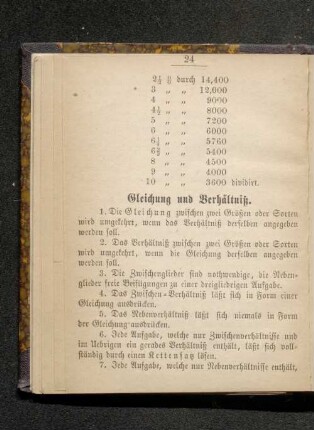 24
2½ „ durch 14,400
3 „ „ 12,000
4 „ „ 9000
4½ „ „ 8000
5 „ „ 7200
6 „ „ 6000
6¼ „ „ 5760
6⅔ „ „ 5400
8 „ „ 4500
9 „ „ 4000
10 „ „ 3600 dividirt.
Gleichung und Verhältniß.
1. Die Gleichung zwischen zwei Größen oder Sorten
wird umgekehrt, wenn das Verhältniß derselben angegeben
werden soll.
2. Das Verhältniß zwischen zwei Größen oder Sorten
wird umgekehrt, wenn die Gleichung derselben angegeben
werden soll.
3. Die Zwischenglieder sind nothwendige, die Neben-
glieder freie Beifügungen zu einer dreigliedrigen Aufgabe.
4. Das Zwischen-Verhältniß läßt sich in Form einer
Gleichung ausdrücken.
5. Das Nebenverhältniß läßt sich niemals in Form
der Gleichung ausdrücken.
6. Jede Aufgabe, welche nur Zwischenverhältnisse und
im Uebrigen ein gerades Verhältniß enthält, läßt sich voll-
ständig durch einen Kettensatz lösen.
7. Jede Aufgabe, welche nur Nebenverhältnisse enthält,